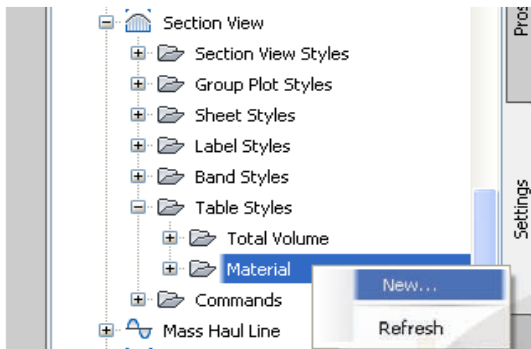 Section View
Section View Styles
Group Plot Styles
Sheet Styles
Label Styles
Band Styles
Table Styles
Total Volume
Material
New...
Commands
Refresh
Mass Haul Line
Pros
Settings